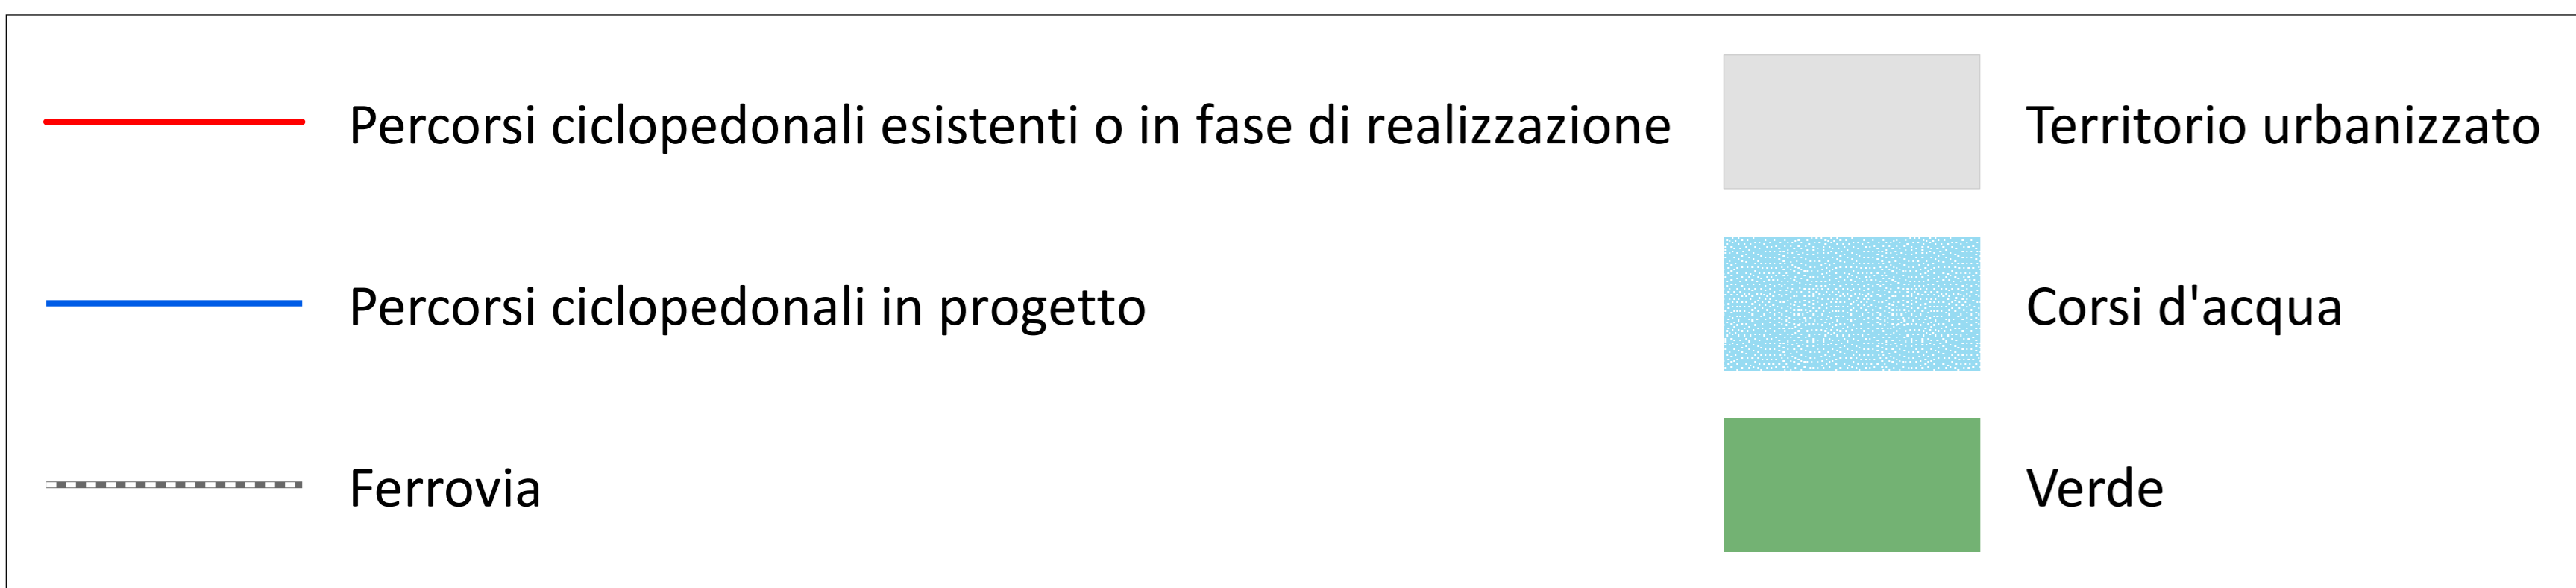 Percorsi ciclopedonali esistenti o in fase di realizzazione
Percorsi ciclopedonali in progetto
Ferrovia
Territorio urbanizzato
Corsi d'acqua
Verde